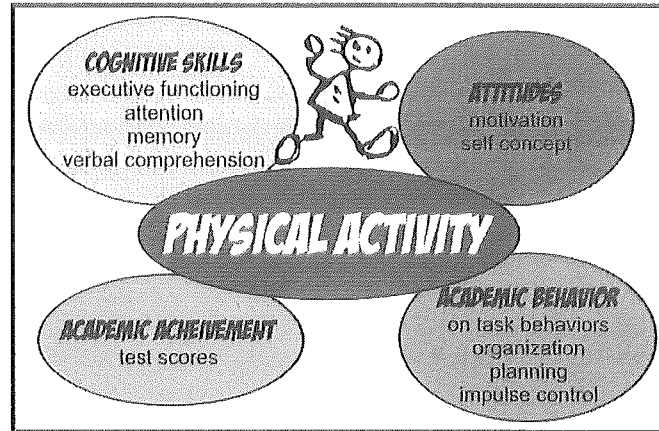 COGNITIVE SKILLS
executive functioning
attention
memory
verbal comprehension
ATTITUDES
motivation
self concept
PHYSICAL ACTIVITY
ACADEMIC ACHEIVEMENT
test scores
ACADEMIC BEHAVIOR
on task behaviors
organization
planning
impulse control